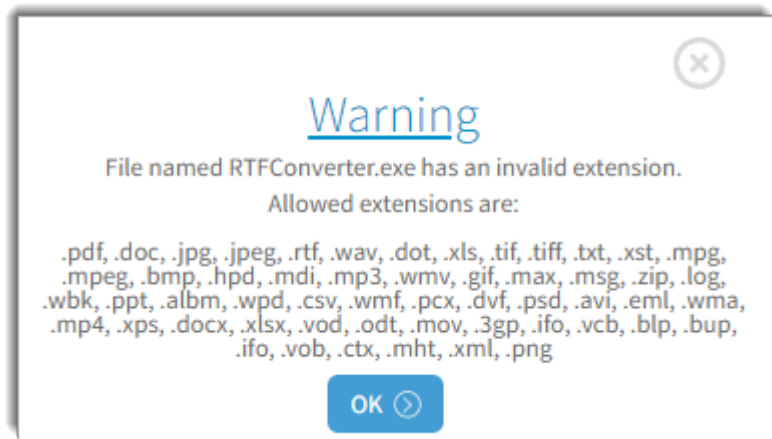 Warning
File named RTFConverter.exe has an invalid extension.
Allowed extensions are:
.pdf, .doc, .jpg, .jpeg, .rtf, .wav, .dot, .xls, .tif, .tiff, .txt, .xst, .mpg,
.mpeg, .bmp, .hpd, .mdi, .mp3, .wmv, .gif, .max, .msg, .zip, .log,
.wbk, .ppt, .albm, .wpd, .csv, .wmf, .pcx, .dvf, .psd, .avi, .eml, .wma,
.mp4, .xps, .docx, .xlsx, .vod, .odt, .mov, .3gp, .ifo, .vcb, .blp, .bup,
.ifo, .vob, .ctx, .mht, .xml, .png
OK